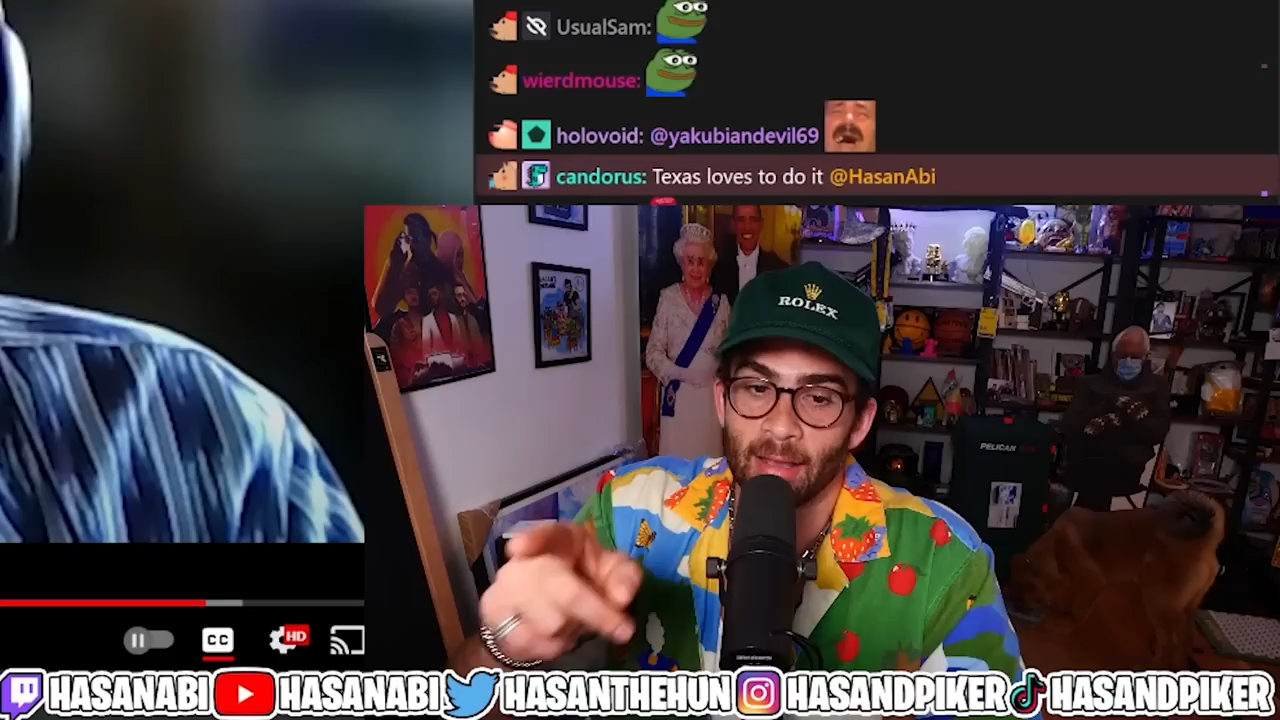 UsualSam:
wierdmouse:
holovoid: @yakubiandevil69
candorus: Texas loves to do it @HasanAbi
ROLEX
PELICAN
CC
HD
HASANABI HASANABI HASANTHEHUN HASANDPIKER HASANDPIKER